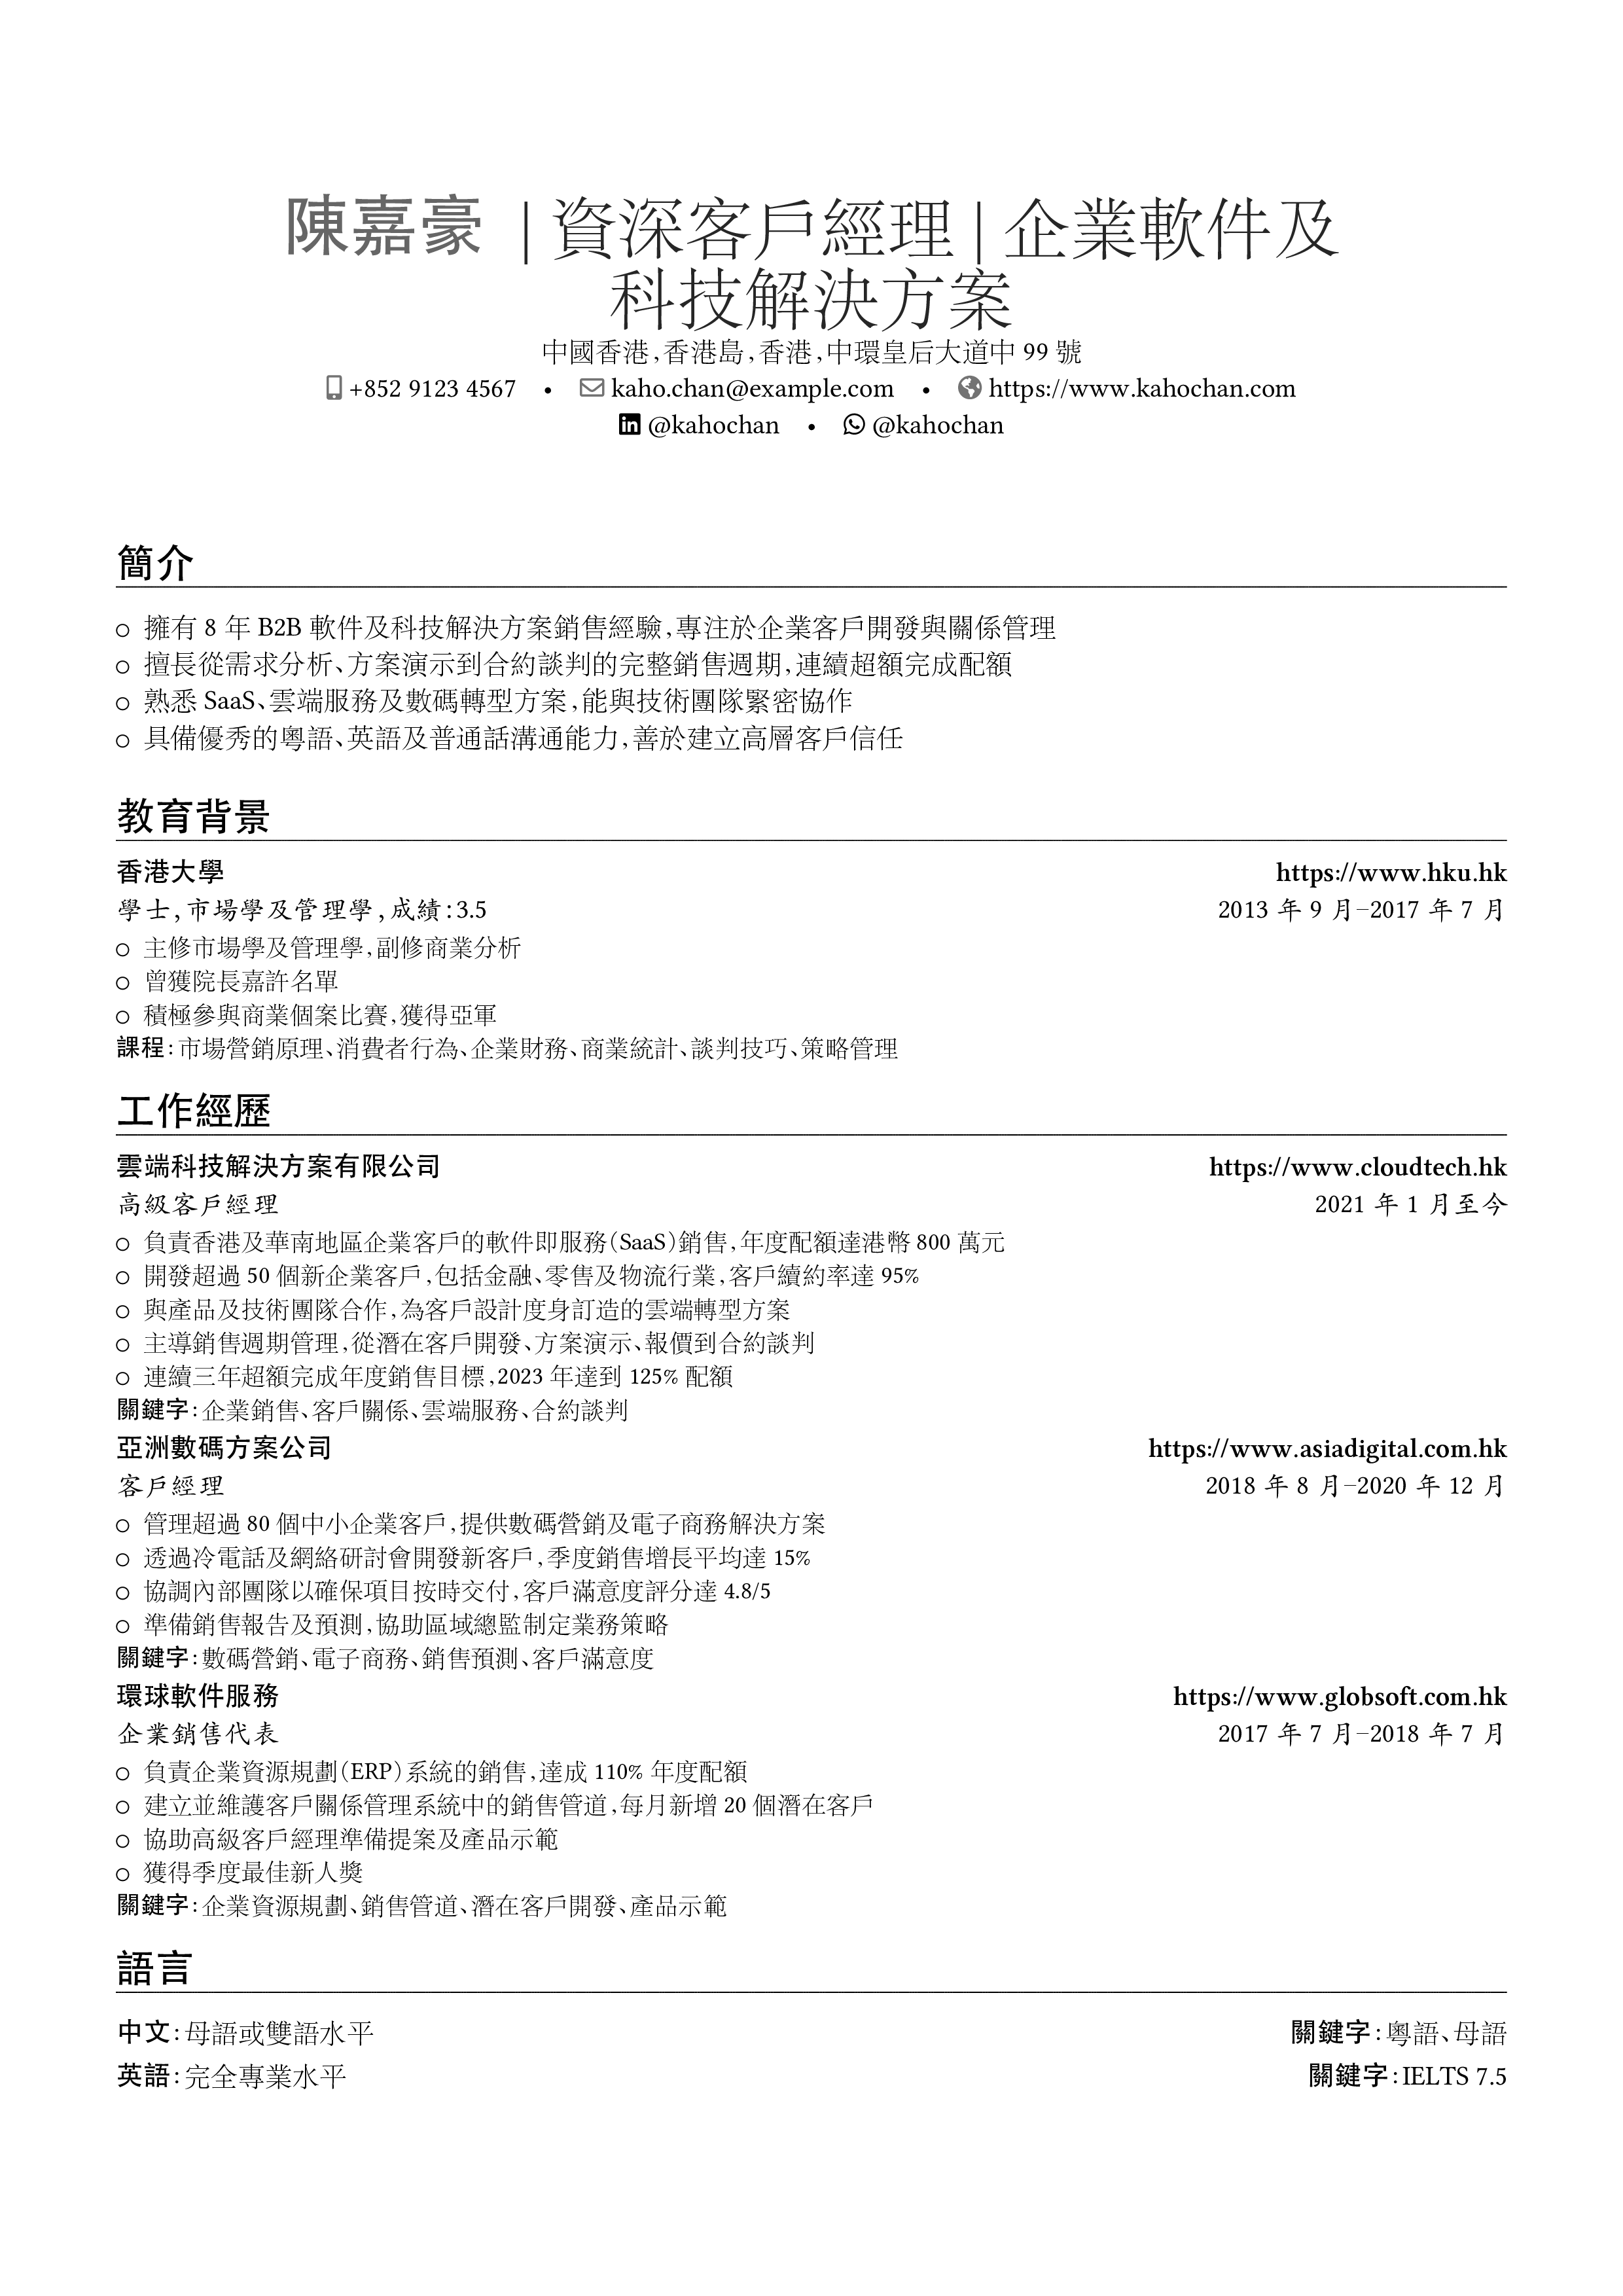 陳嘉豪 | 資深客戶經理 | 企業軟件及
科技解決方案
中國香港,香港島,香港,中環皇后大道中 99 號
+852 9123 4567 • kaho.chan@example.com • https://www.kahochan.com
@kahochan • @kahochan
簡介
○ 擁有 8 年 B2B 軟件及科技解決方案銷售經驗,專注於企業客戶開發與關係管理
○ 擅長從需求分析、方案演示到合約談判的完整銷售週期,連續超額完成配額
○ 熟悉 SaaS、雲端服務及數碼轉型方案,能與技術團隊緊密協作
○ 具備優秀的粵語、英語及普通話溝通能力,善於建立高層客戶信任
教育背景
香港大學 https://www.hku.hk
學士,市場學及管理學,成績:3.5 2013 年 9 月–2017 年 7 月
○ 主修市場學及管理學,副修商業分析
○ 曾獲院長嘉許名單
○ 積極參與商業個案比賽,獲得亞軍
課程:市場營銷原理、消費者行為、企業財務、商業統計、談判技巧、策略管理
工作經歷
雲端科技解決方案有限公司 https://www.cloudtech.hk
高級客戶經理 2021 年 1 月至今
○ 負責香港及華南地區企業客戶的軟件即服務(SaaS)銷售,年度配額達港幣 800 萬元
○ 開發超過 50 個新企業客戶,包括金融、零售及物流行業,客戶續約率達 95%
○ 與產品及技術團隊合作,為客戶設計度身訂造的雲端轉型方案
○ 主導銷售週期管理,從潛在客戶開發、方案演示、報價到合約談判
○ 連續三年超額完成年度銷售目標,2023 年達到 125% 配額
關鍵字:企業銷售、客戶關係、雲端服務、合約談判
亞洲數碼方案公司 https://www.asiadigital.com.hk
客戶經理 2018 年 8 月–2020 年 12 月
○ 管理超過 80 個中小企業客戶,提供數碼營銷及電子商務解決方案
○ 透過冷電話及網絡研討會開發新客戶,季度銷售增長平均達 15%
○ 協調內部團隊以確保項目按時交付,客戶滿意度評分達 4.8/5
○ 準備銷售報告及預測,協助區域總監制定業務策略
關鍵字:數碼營銷、電子商務、銷售預測、客戶滿意度
環球軟件服務 https://www.globsoft.com.hk
企業銷售代表 2017 年 7 月–2018 年 7 月
○ 負責企業資源規劃(ERP)系統的銷售,達成 110% 年度配額
○ 建立並維護客戶關係管理系統中的銷售管道,每月新增 20 個潛在客戶
○ 協助高級客戶經理準備提案及產品示範
○ 獲得季度最佳新人獎
關鍵字:企業資源規劃、銷售管道、潛在客戶開發、產品示範
語言
中文:母語或雙語水平 關鍵字:粵語、母語
英語:完全專業水平 關鍵字:IELTS 7.5